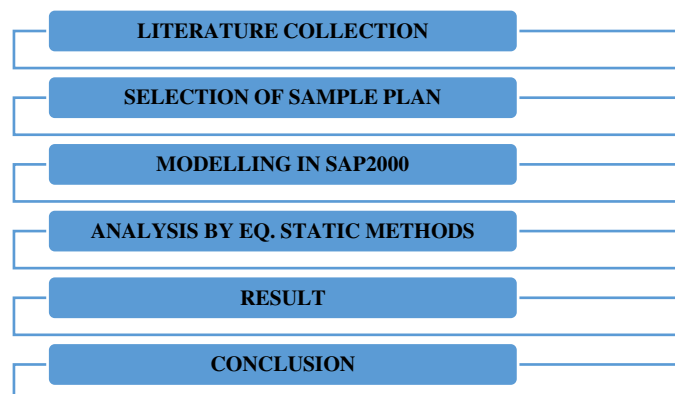 LITERATURE COLLECTION
SELECTION OF SAMPLE PLAN
MODELLING IN SAP2000
ANALYSIS BY EQ. STATIC METHODS
RESULT
CONCLUSION